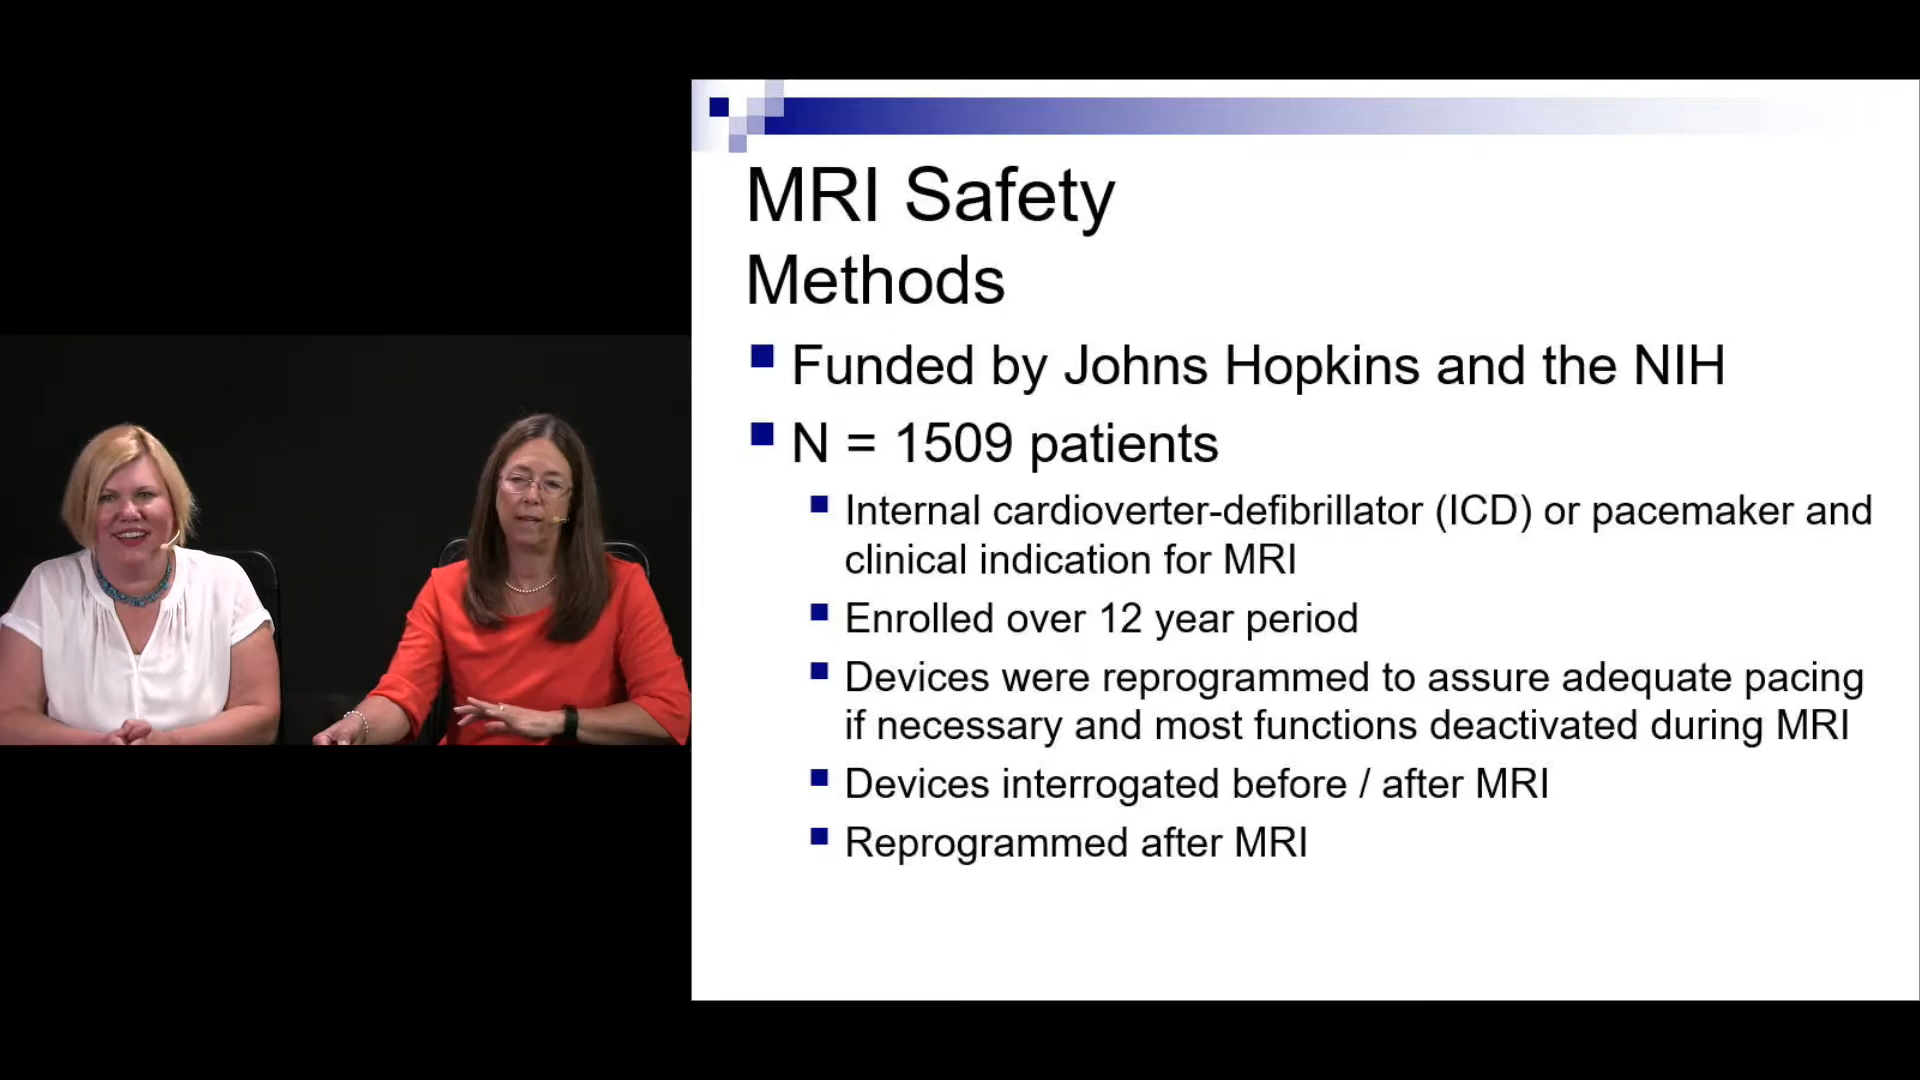 MRI Safety
Methods
Funded by Johns Hopkins and the NIH
N = 1509 patients
Internal cardioverter-defibrillator (ICD) or pacemaker and
clinical indication for MRI
Enrolled over 12 year period
Devices were reprogrammed to assure adequate pacing
if necessary and most functions deactivated during MRI
Devices interrogated before / after MRI
Reprogrammed after MRI